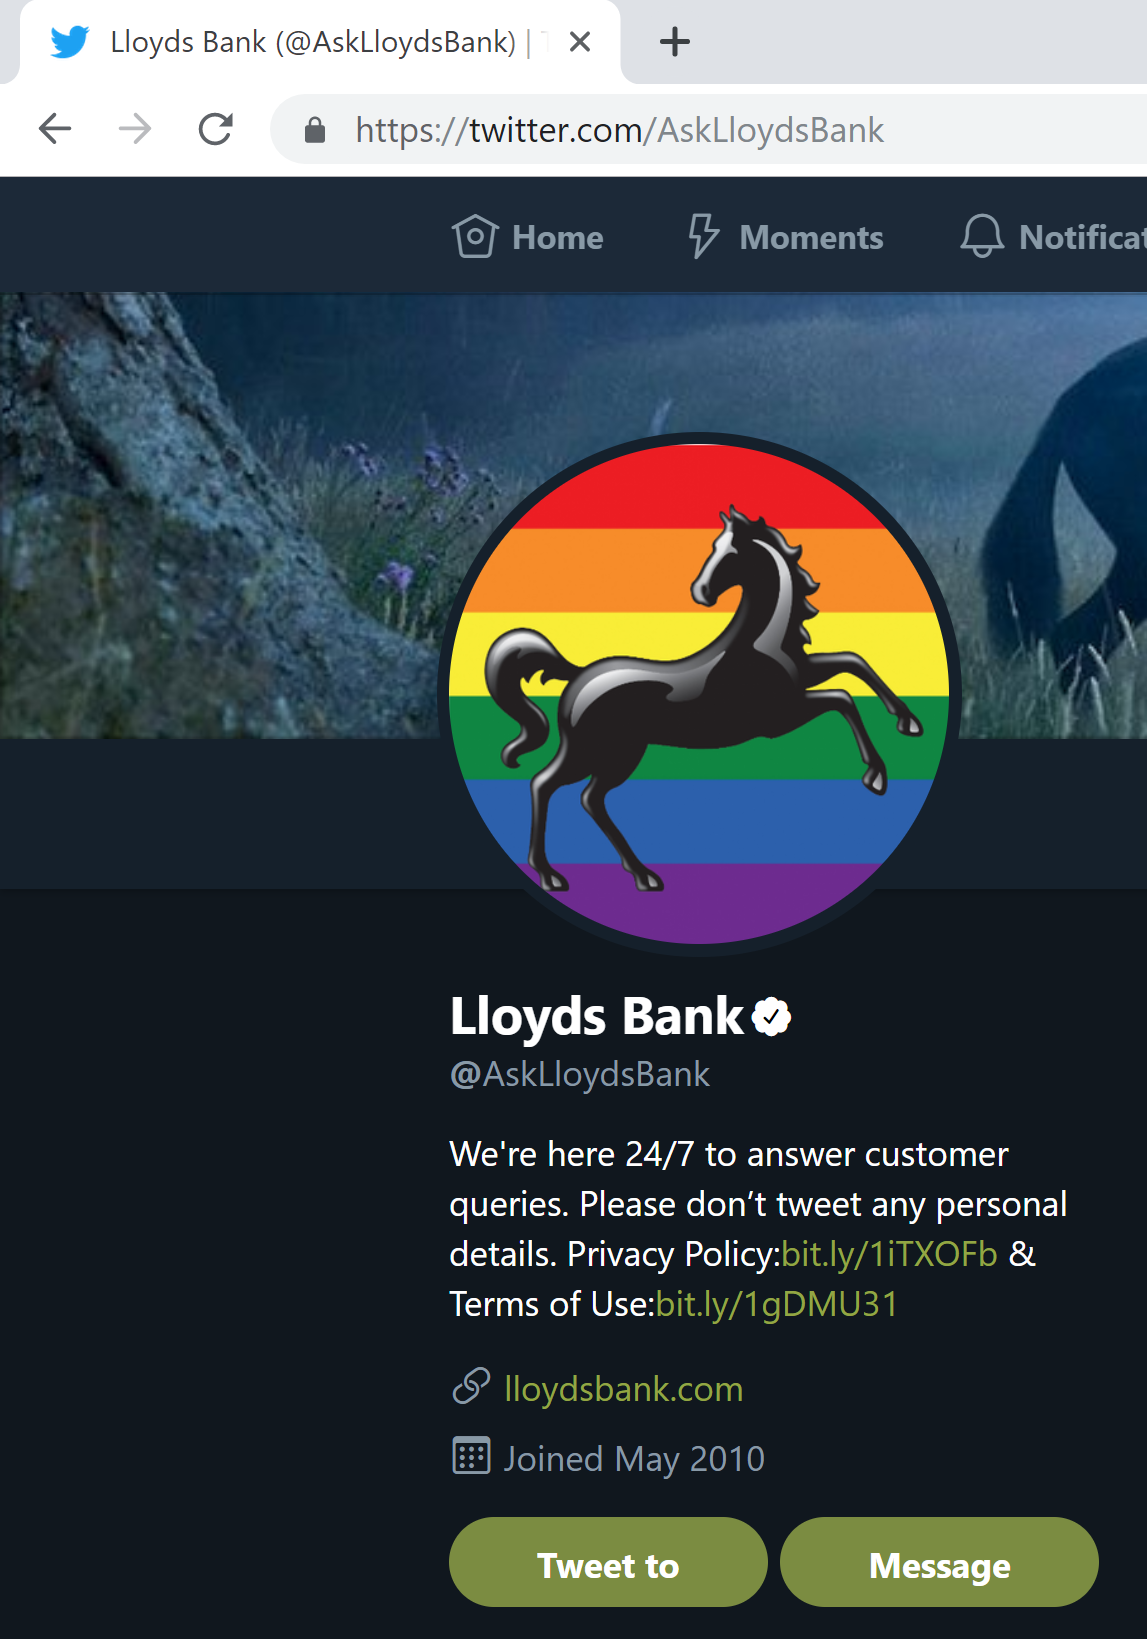 Lloyds Bank (@AskLloydsBank) |
https://twitter.com/AskLloydsBank
Home Moments Notificat
Lloyds Bank
@AskLloydsBank
We're here 24/7 to answer customer
queries. Please don’t tweet any personal
details. Privacy Policy:bit.ly/1iTXOFb &
Terms of Use:bit.ly/1gDMU31
lloydsbank.com
Joined May 2010
Tweet to Message